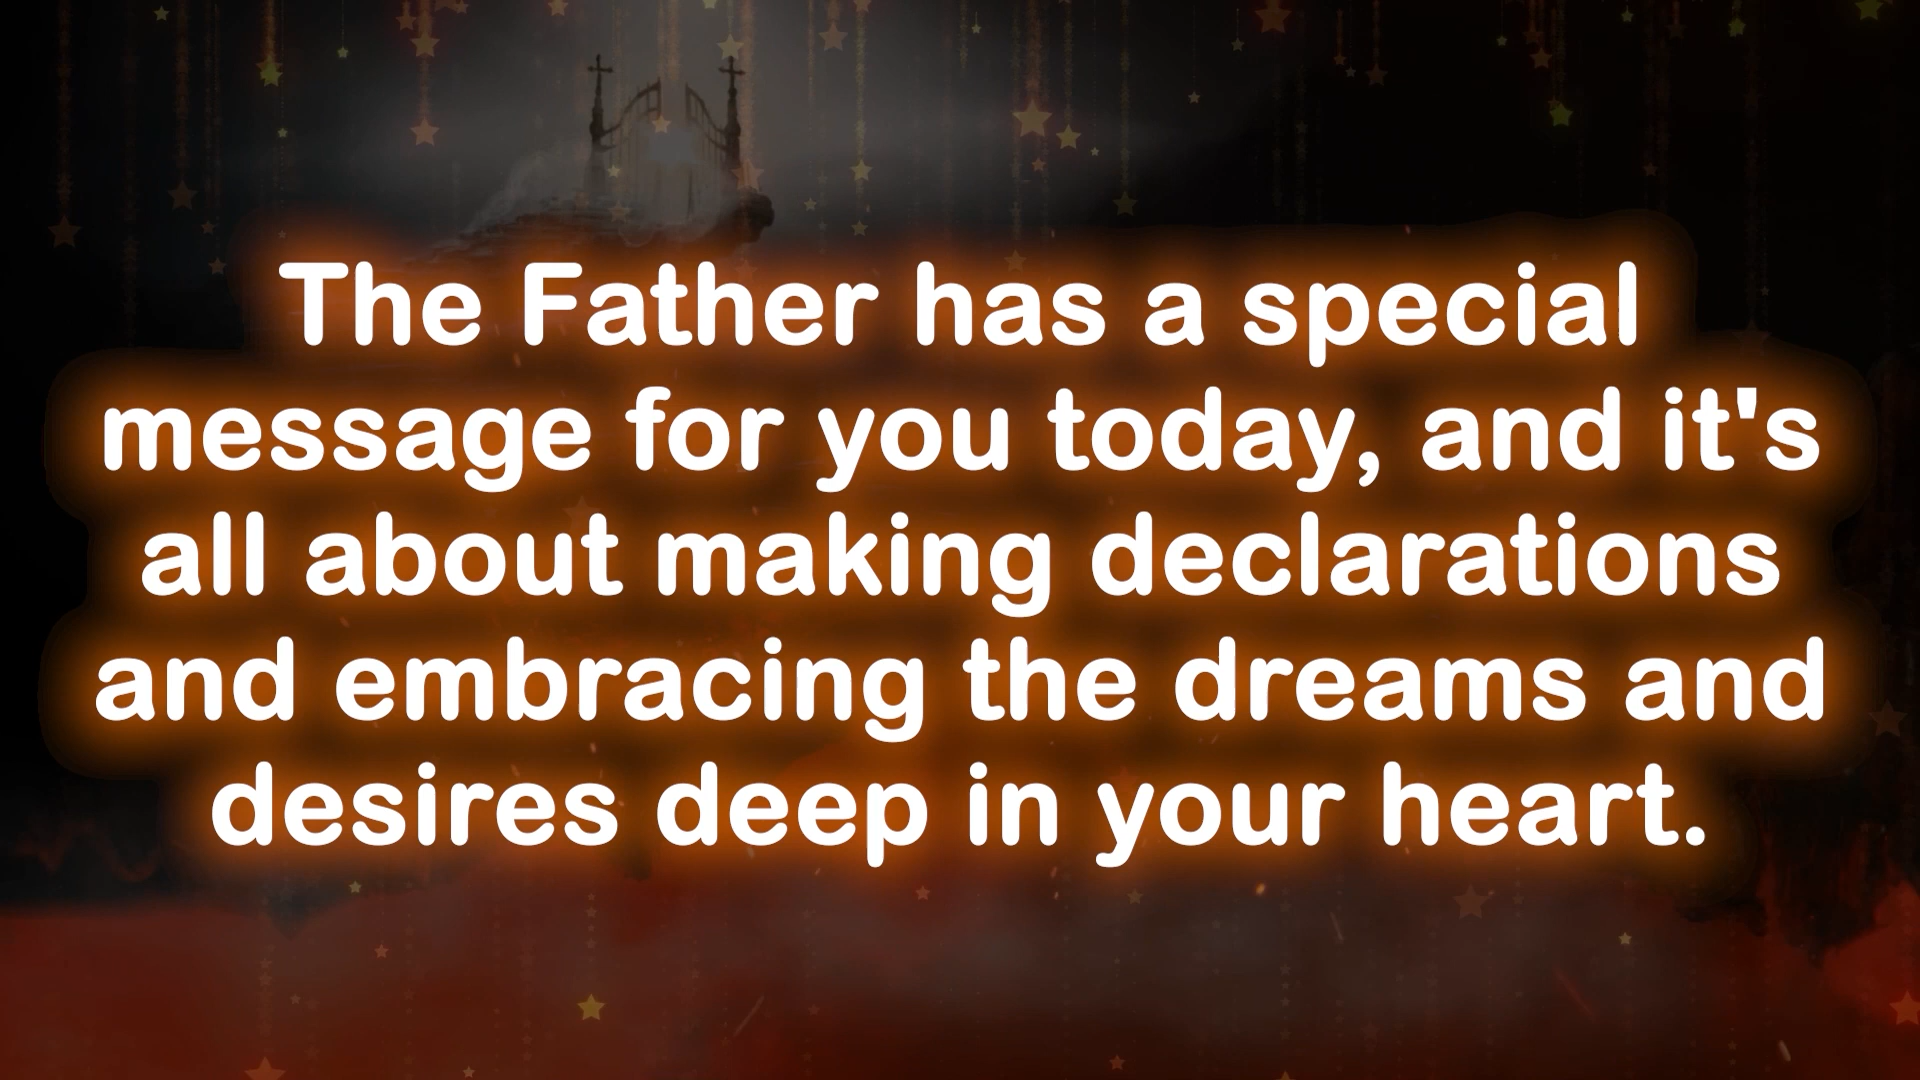 The Father has a special
message for you today, and it's
all about making declarations
and embracing the dreams and
desires deep in your heart.